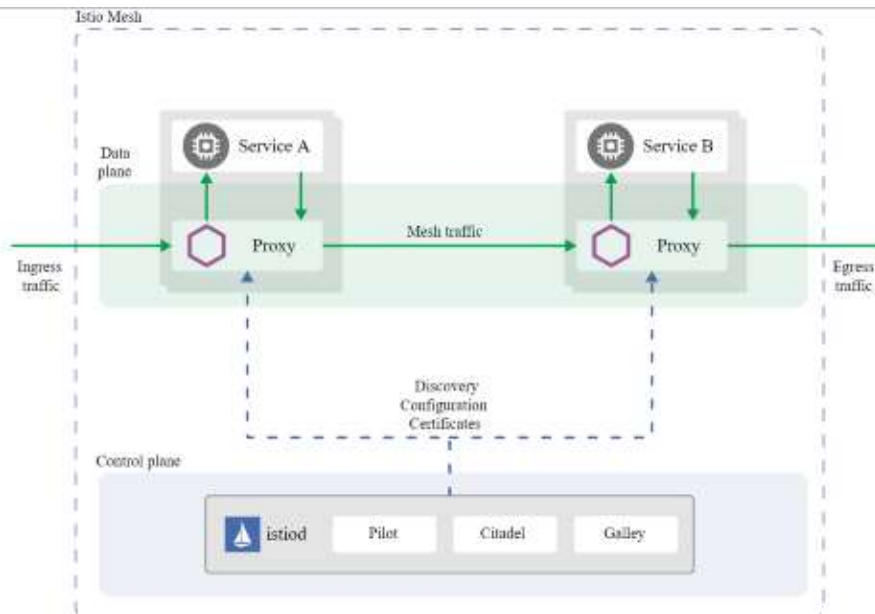 Istio Mesh
Service A
Service B
Data
plane
Proxy
Mesh traffic
Proxy
Ingress
traffic
Egress
traffic
Discovery
Configuration
Certificates
Control plane
istiod
Pilot
Citadel
Galley